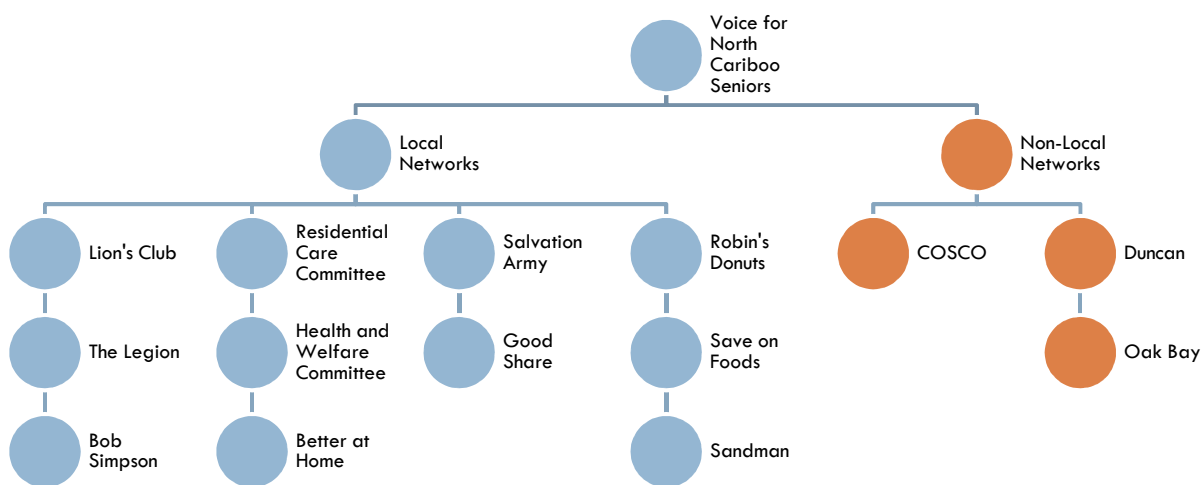 Voice for
North
Cariboo
Seniors
Local
Networks
Non-Local
Networks
Lion's Club
Residential
Care
Committee
Salvation
Army
Robin's
Donuts
COSCO
Duncan
The Legion
Health and
Welfare
Committee
Good
Share
Save on
Foods
Oak Bay
Bob
Simpson
Better at
Home
Sandman